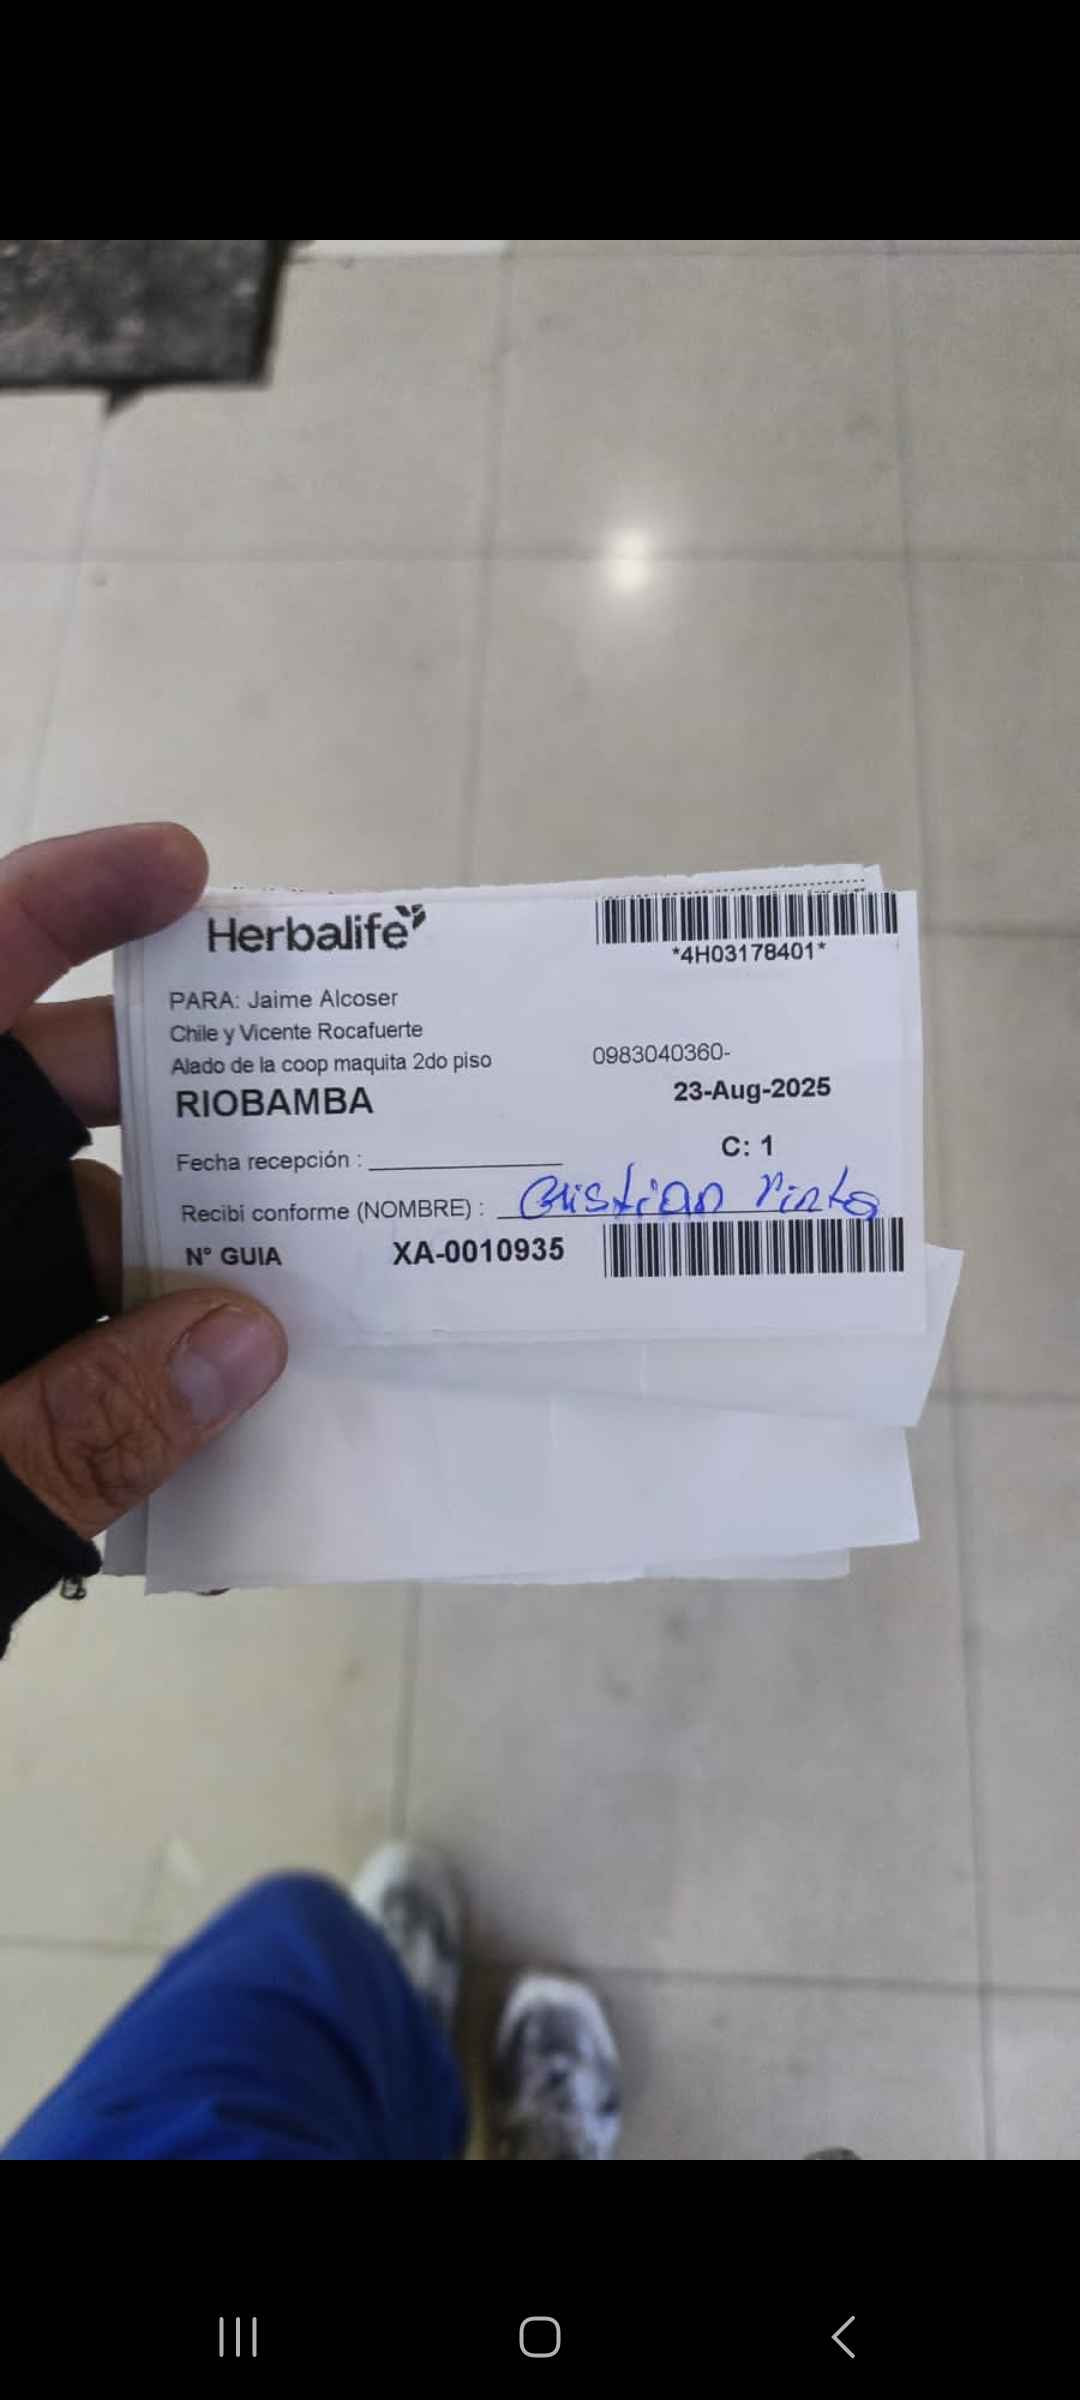 Herbalife
*4H03178401*
PARA: Jaime Alcoser
Chile y Vicente Rocafuerte
Alado de la coop maquita 2do piso
0983040360-
RIOBAMBA
23-Aug-2025
C: 1
Fecha recepción :
Recibi conforme (NOMBRE) : Cristian Pinto
N° GUIA XA-0010935